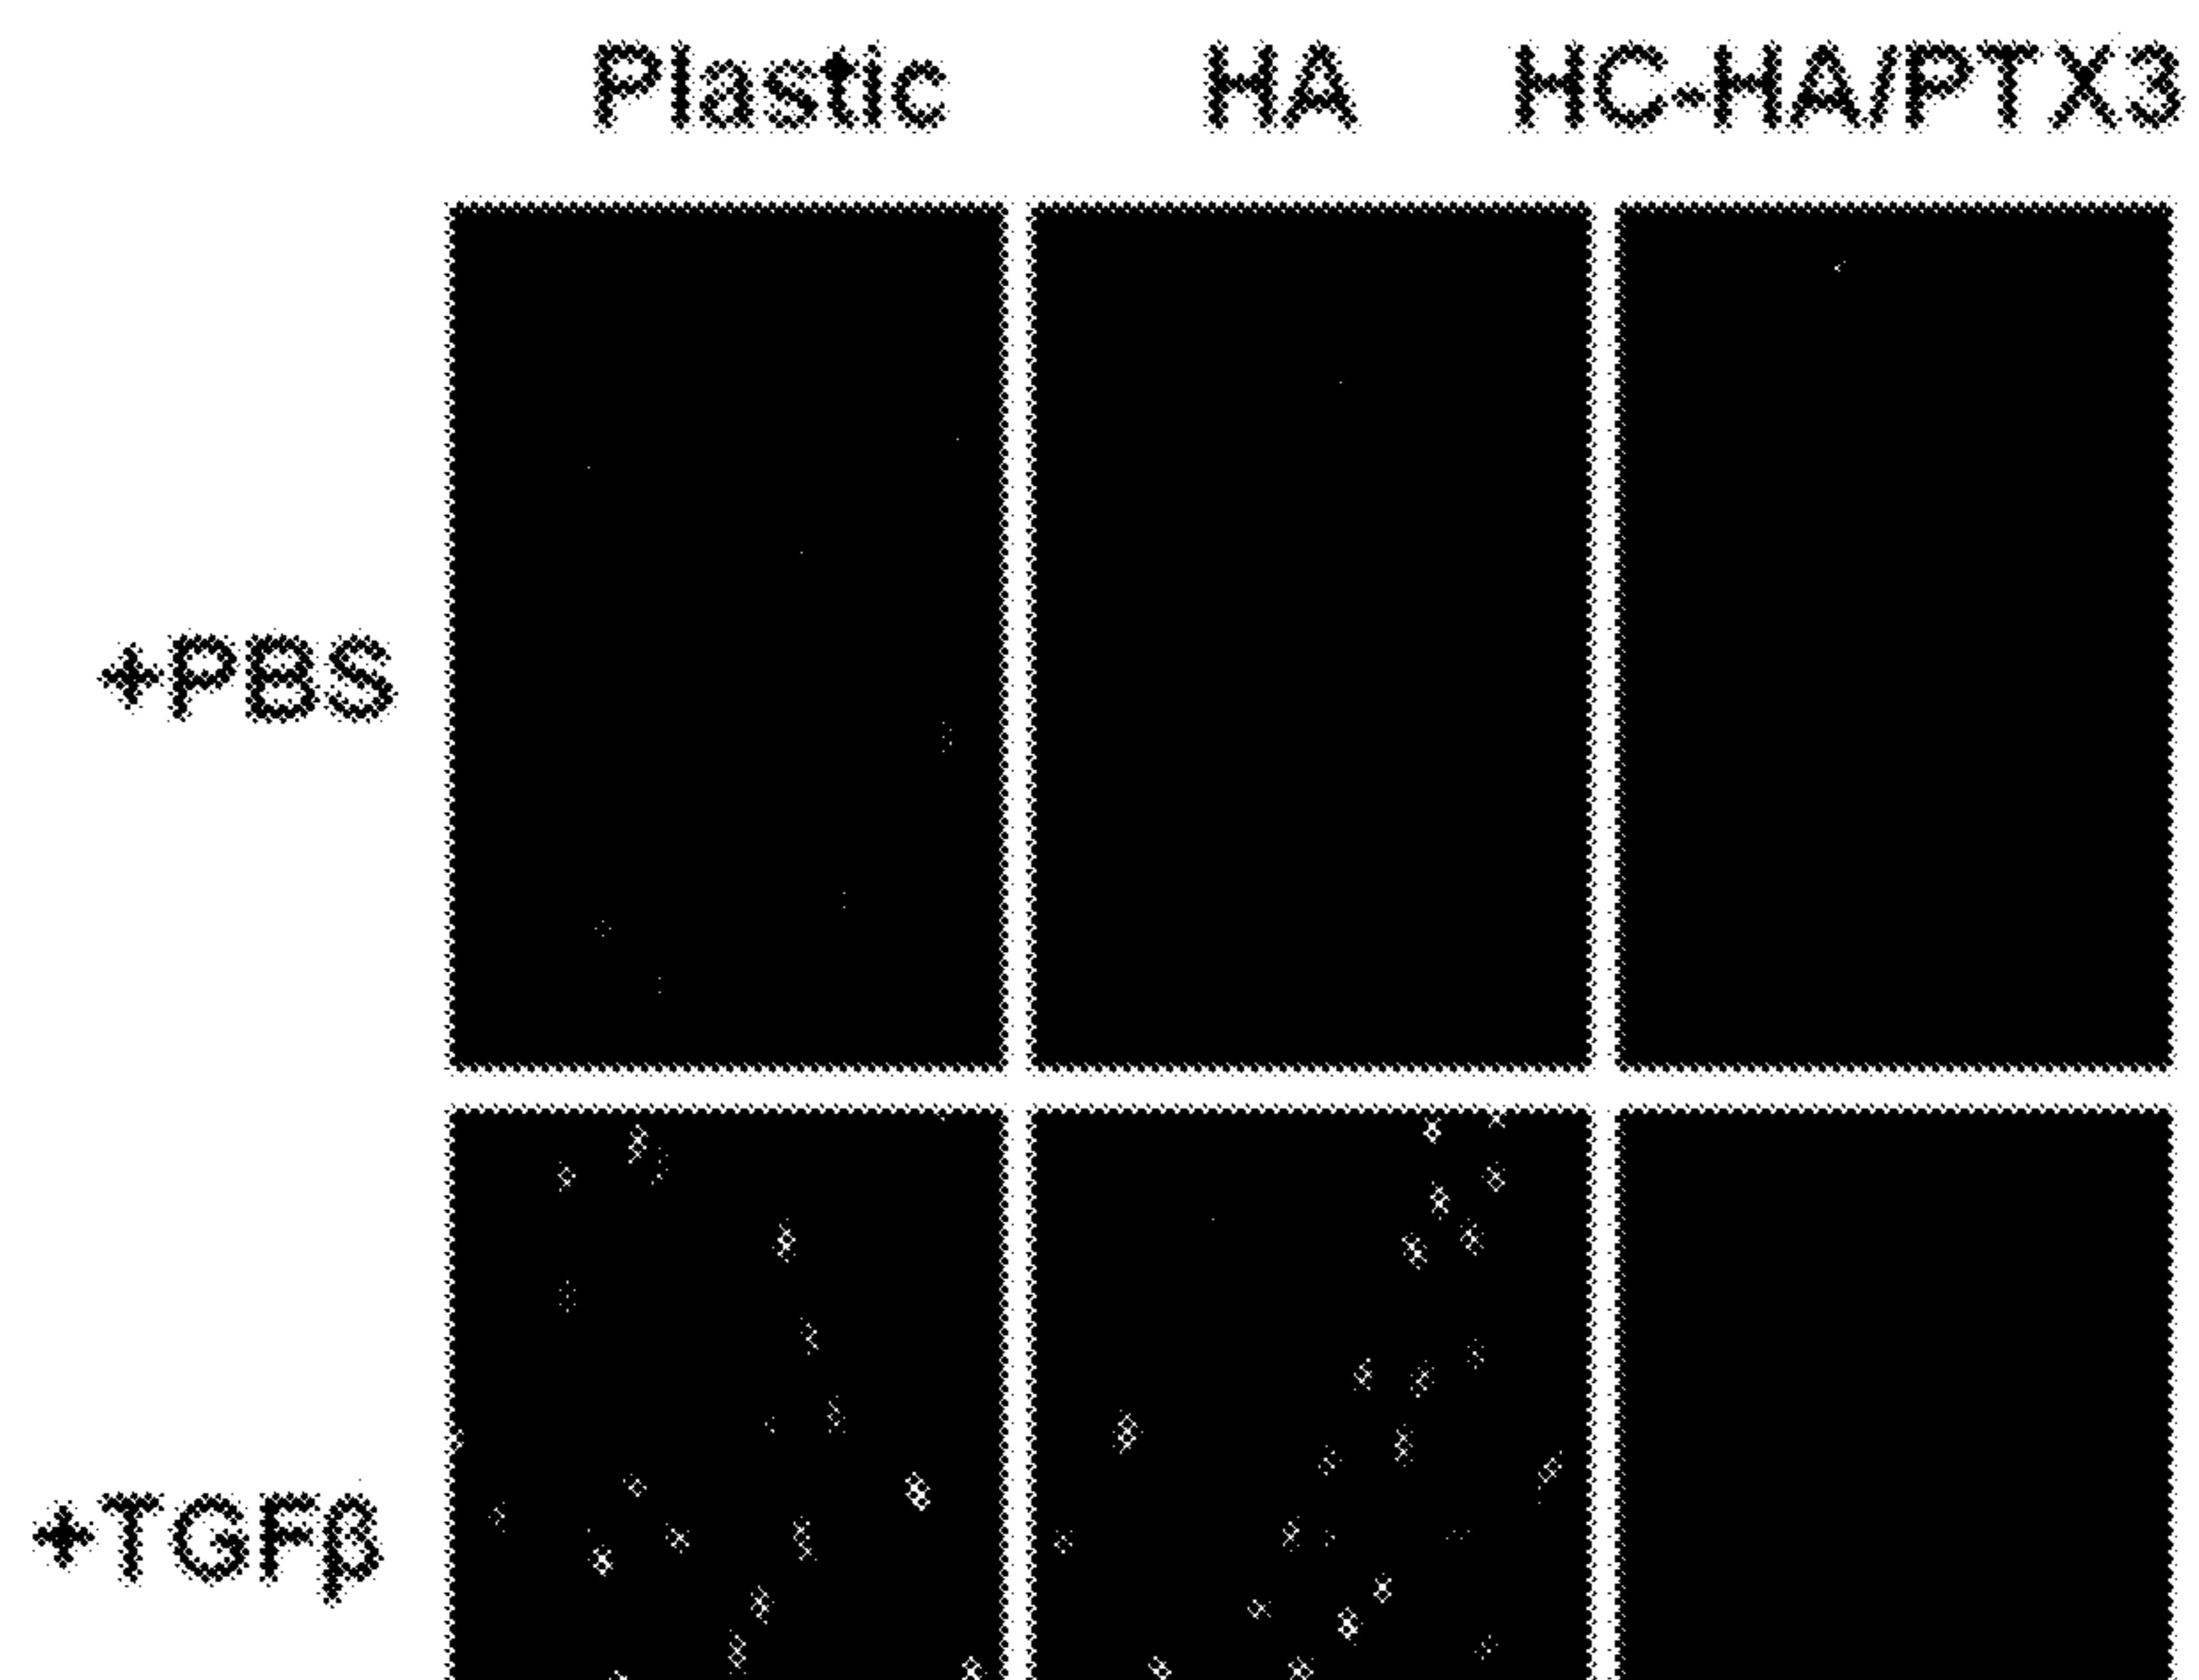 Plastic HA HC-HA/PTX3
+PBS
+TGFβ